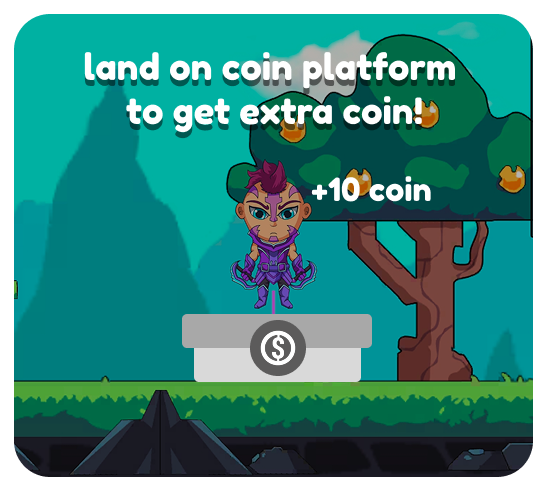 land on coin platform
to get extra coin!
+10 coin
$